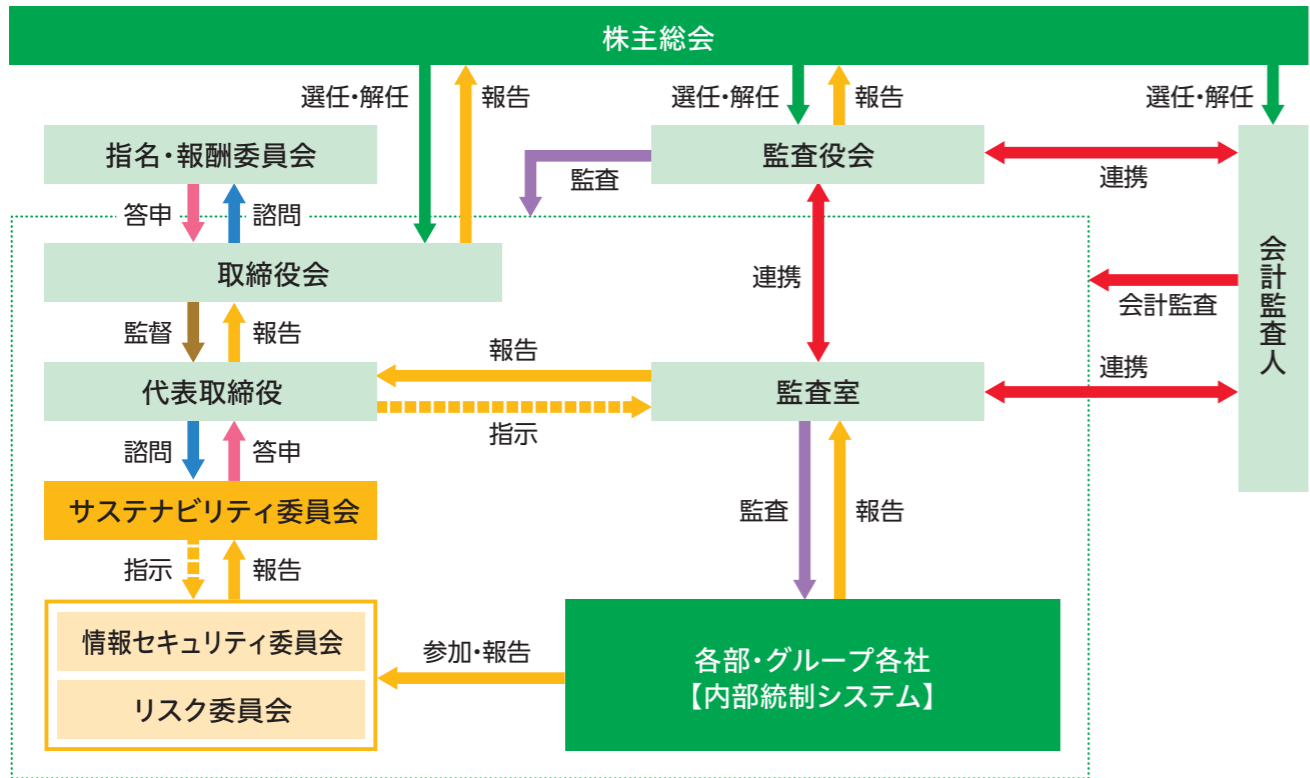 株主総会
選任・解任
報告
選任・解任
報告
選任・解任
指名・報酬委員会
監査役会
監査
連携
答申
諮問
取締役会
連携
会計監査
会計監査人
監督
報告
報告
連携
代表取締役
監査室
指示
諮問
答申
サステナビリティ委員会
監査
報告
指示
報告
情報セキュリティ委員会
リスク委員会
参加・報告
各部・グループ各社
【内部統制システム】